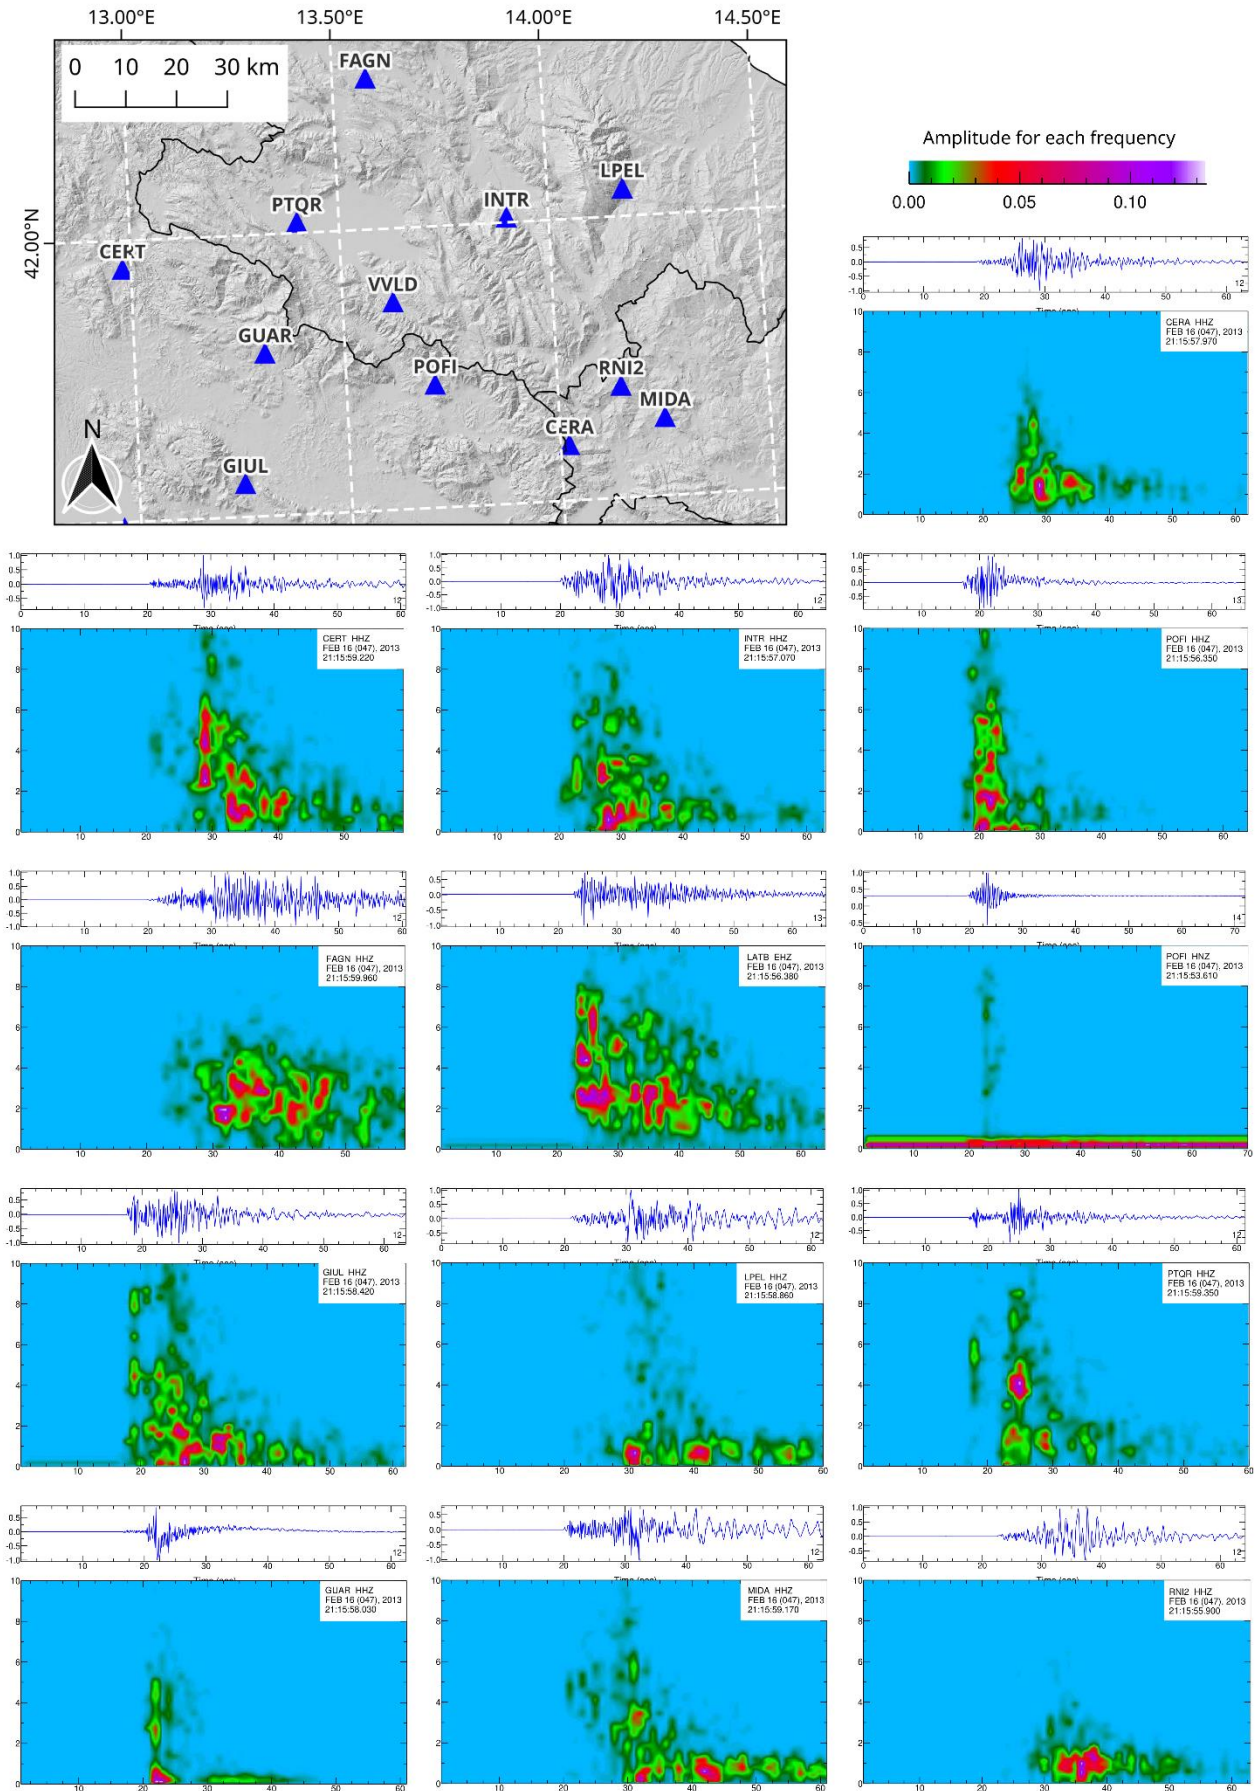 13.00°E 13.50°E 14.00°E 14.50°E
0 10 20 30 km
FAGN
LPEL
PTQR
INTR
42.00°N
CERT
VVLD
GUAR
POFI
RNI2
MIDA
CERA
N
GIUL
Amplitude for each frequency
0.00 0.05 0.10
CERA HHZ
FEB 16 (047), 2013
21:15:57.970
CERT HHZ
FEB 16 (047), 2013
21:15:59.220
INTR HHZ
FEB 16 (047), 2013
21:15:57.070
POFI HHZ
FEB 16 (047), 2013
21:15:56.350
FAGN HHZ
FEB 16 (047), 2013
21:15:59.960
LATB EHZ
FEB 16 (047), 2013
21:15:56.380
POFI HNZ
FEB 16 (047), 2013
21:15:53.610
GIUL HHZ
FEB 16 (047), 2013
21:15:58.420
LPEL HHZ
FEB 16 (047), 2013
21:15:58.860
PTQR HHZ
FEB 16 (047), 2013
21:15:59.350
GUAR HHZ
FEB 16 (047), 2013
21:15:58.030
MIDA HHZ
FEB 16 (047), 2013
21:15:59.170
RNI2 HHZ
FEB 16 (047), 2013
21:15:55.900